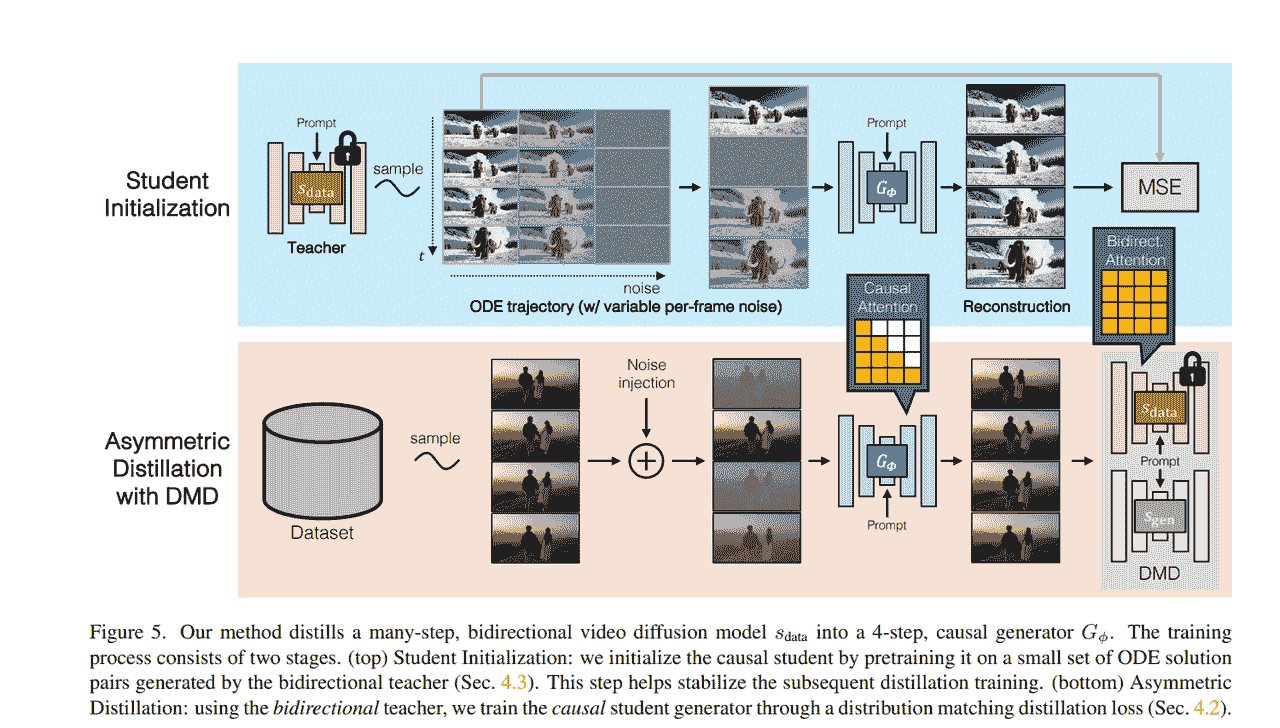 Student
Initialization
Prompt
s_data
Teacher
sample
t
noise
ODE trajectory (w/ variable per-frame noise)
Prompt
G_Φ
Reconstruction
MSE
Causal
Attention
Bidirect.
Attention
Asymmetric
Distillation
with DMD
Dataset
sample
Noise
injection
G_Φ
Prompt
s_data
Prompt
s_gen
DMD
Figure 5. Our method distills a many-step, bidirectional video diffusion model s_data into a 4-step, causal generator G_ϕ. The training
process consists of two stages. (top) Student Initialization: we initialize the causal student by pretraining it on a small set of ODE solution
pairs generated by the bidirectional teacher (Sec. 4.3). This step helps stabilize the subsequent distillation training. (bottom) Asymmetric
Distillation: using the bidirectional teacher, we train the causal student generator through a distribution matching distillation loss (Sec. 4.2).